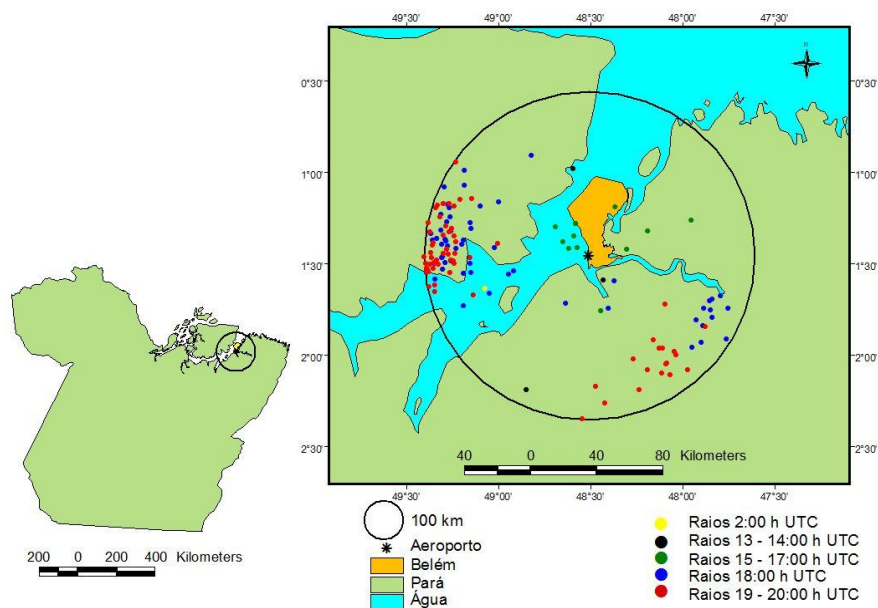 49°30' 49°00' 48°30' 48°00' 47°30'
N
0°30' 0°30'
1°00' 1°00'
1°30' 1°30'
2°00' 2°00'
2°30' 2°30'
40 0 40 80 Kilometers
49°30' 49°00' 48°30' 48°00' 47°30'
200 0 200 400 Kilometers
100 km
Aeroporto
Belém
Pará
Água
Raios 2:00 h UTC
Raios 13 - 14:00 h UTC
Raios 15 - 17:00 h UTC
Raios 18:00 h UTC
Raios 19 - 20:00 h UTC